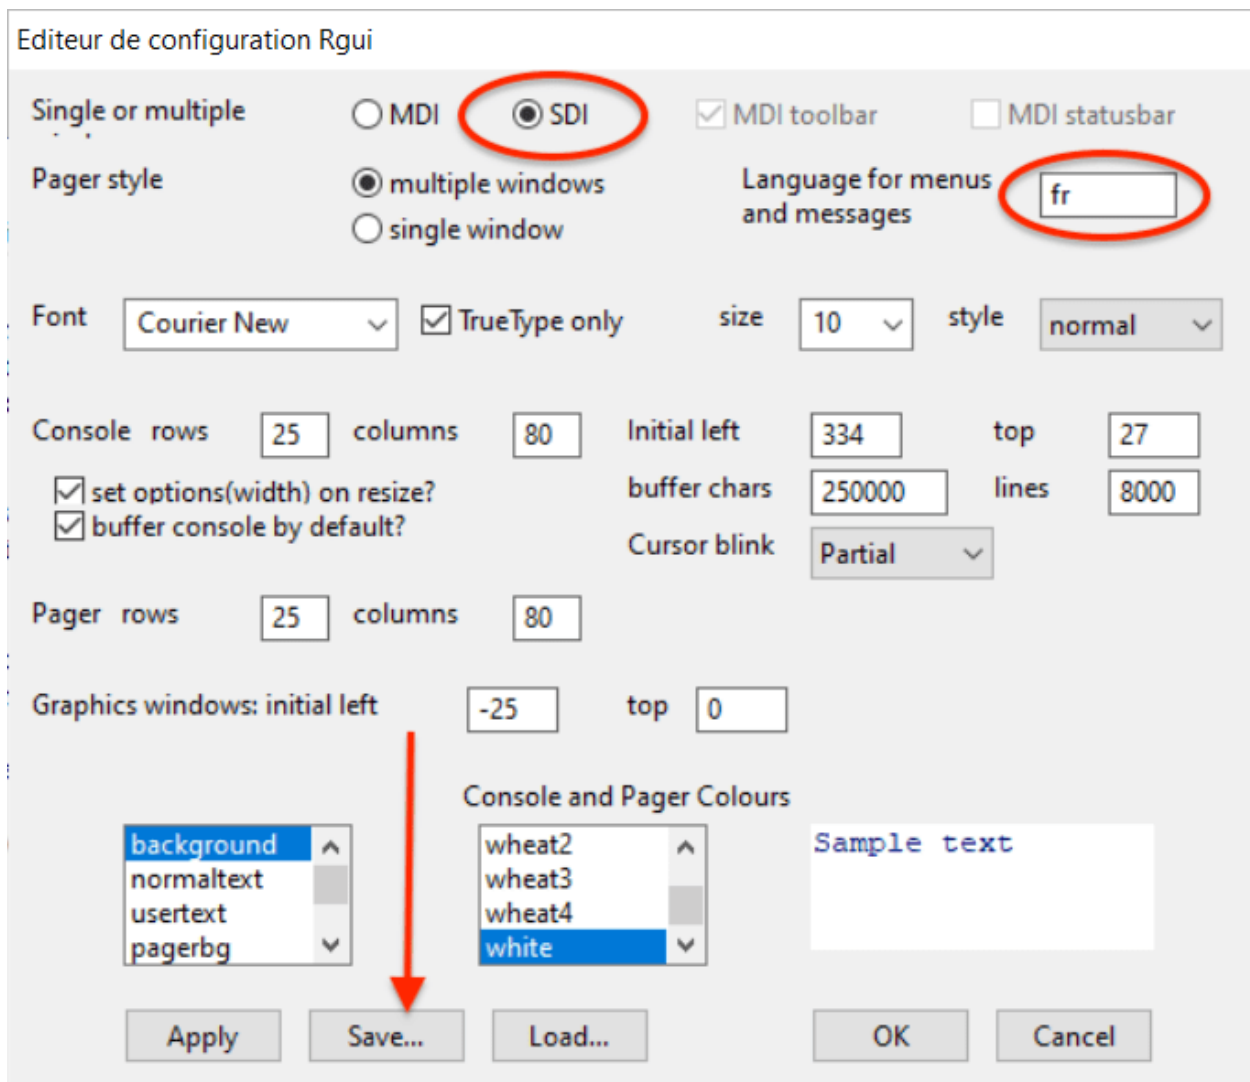 Editeur de configuration Rgui
Single or multiple MDI SDI MDI toolbar MDI statusbar
Pager style multiple windows Language for menus fr
single window and messages
Font Courier New TrueType only size 10 style normal
Console rows 25 columns 80 Initial left 334 top 27
set options(width) on resize? buffer chars 250000 lines 8000
buffer console by default?
Cursor blink Partial
Pager rows 25 columns 80
Graphics windows: initial left -25 top 0
Console and Pager Colours
background wheat2 Sample text
normaltext wheat3
usertext wheat4
pagerbg white
Apply Save... Load... OK Cancel